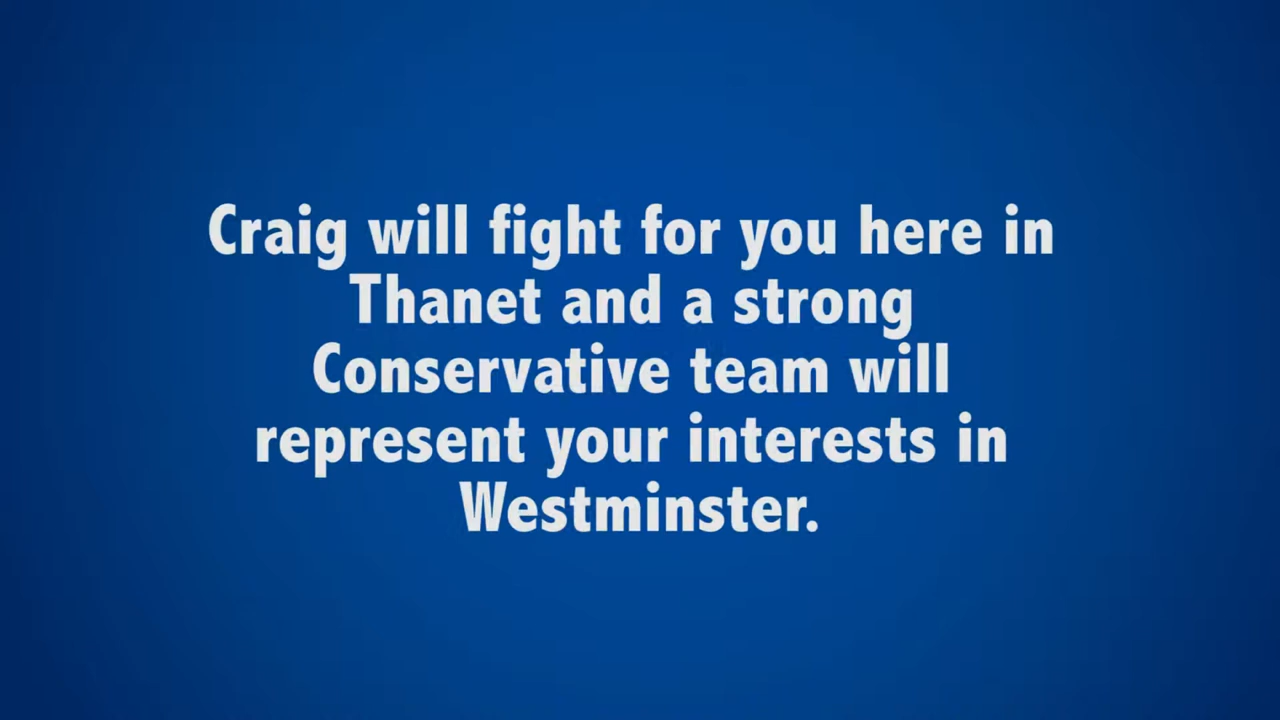 Craig will fight for you here in
Thanet and a strong
Conservative team will
represent your interests in
Westminster.